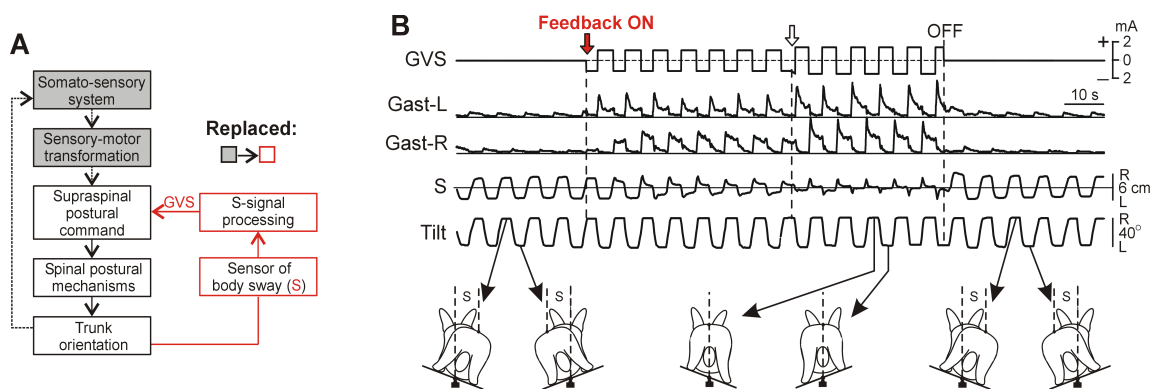 A
Somato-sensory
system
Sensory-motor
transformation
Supraspinal
postural
command
Spinal postural
mechanisms
Trunk
orientation
Replaced:
GVS
S-signal
processing
Sensor of
body sway (S)
B
Feedback ON
OFF
mA
GVS
+ 2
0
– 2
Gast-L
10 s
Gast-R
S
R
6 cm
L
Tilt
R
40°
L
S
S
S
S